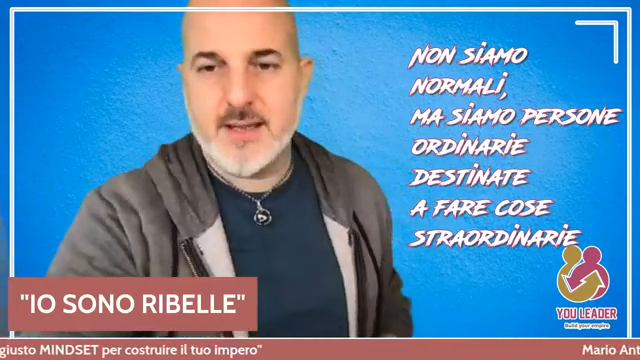 NON SIAMO
NORMALI,
MA SIAMO PERSONE
ORDINARIE
DESTINATE
A FARE COSE
STRAORDINARIE
YOU LEADER
Build your empire
"IO SONO RIBELLE"
giusto MINDSET per costruire il tuo impero"
Mario Ant